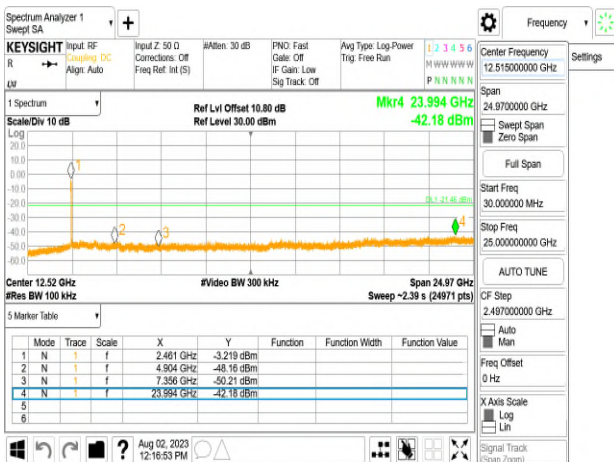 Spectrum Analyzer 1
Swept SA
+
Frequency
KEYSIGHT
R
Input: RF
Coupling: DC
Align: Auto
Input Z: 50 Ω
Corrections: Off
Freq Ref: Int (S)
#Atten: 30 dB
PNO: Fast
Gate: Off
IF Gain: Low
Sig Track: Off
Avg Type: Log-Power
Trig: Free Run
1 2 3 4 5 6
M W W W W W
P N N N N N
1 Spectrum
Scale/Div 10 dB
Ref Lvl Offset 10.80 dB
Ref Level 30.00 dBm
Mkr4 23.994 GHz
-42.18 dBm
Log
20.0
10.0
0.00
-10.0
-20.0
-30.0
-40.0
-50.0
-60.0
1
2
3
4
DL1 -21.46 dBm
Center 12.52 GHz
#Res BW 100 kHz
#Video BW 300 kHz
Span 24.97 GHz
Sweep ~2.39 s (24971 pts)
5 Marker Table
Mode Trace Scale X Y Function Function Width Function Value
1 N 1 f 2.461 GHz -3.219 dBm
2 N 1 f 4.904 GHz -48.16 dBm
3 N 1 f 7.356 GHz -50.21 dBm
4 N 1 f 23.994 GHz -42.18 dBm
5
6
?
Aug 02, 2023
12:16:53 PM
Settings
Center Frequency
12.515000000 GHz
Span
24.9700000 GHz
Swept Span
Zero Span
Full Span
Start Freq
30.000000 MHz
Stop Freq
25.000000000 GHz
AUTO TUNE
CF Step
2.497000000 GHz
Auto
Man
Freq Offset
0 Hz
X Axis Scale
Log
Lin
Signal Track
(Span Zoom)